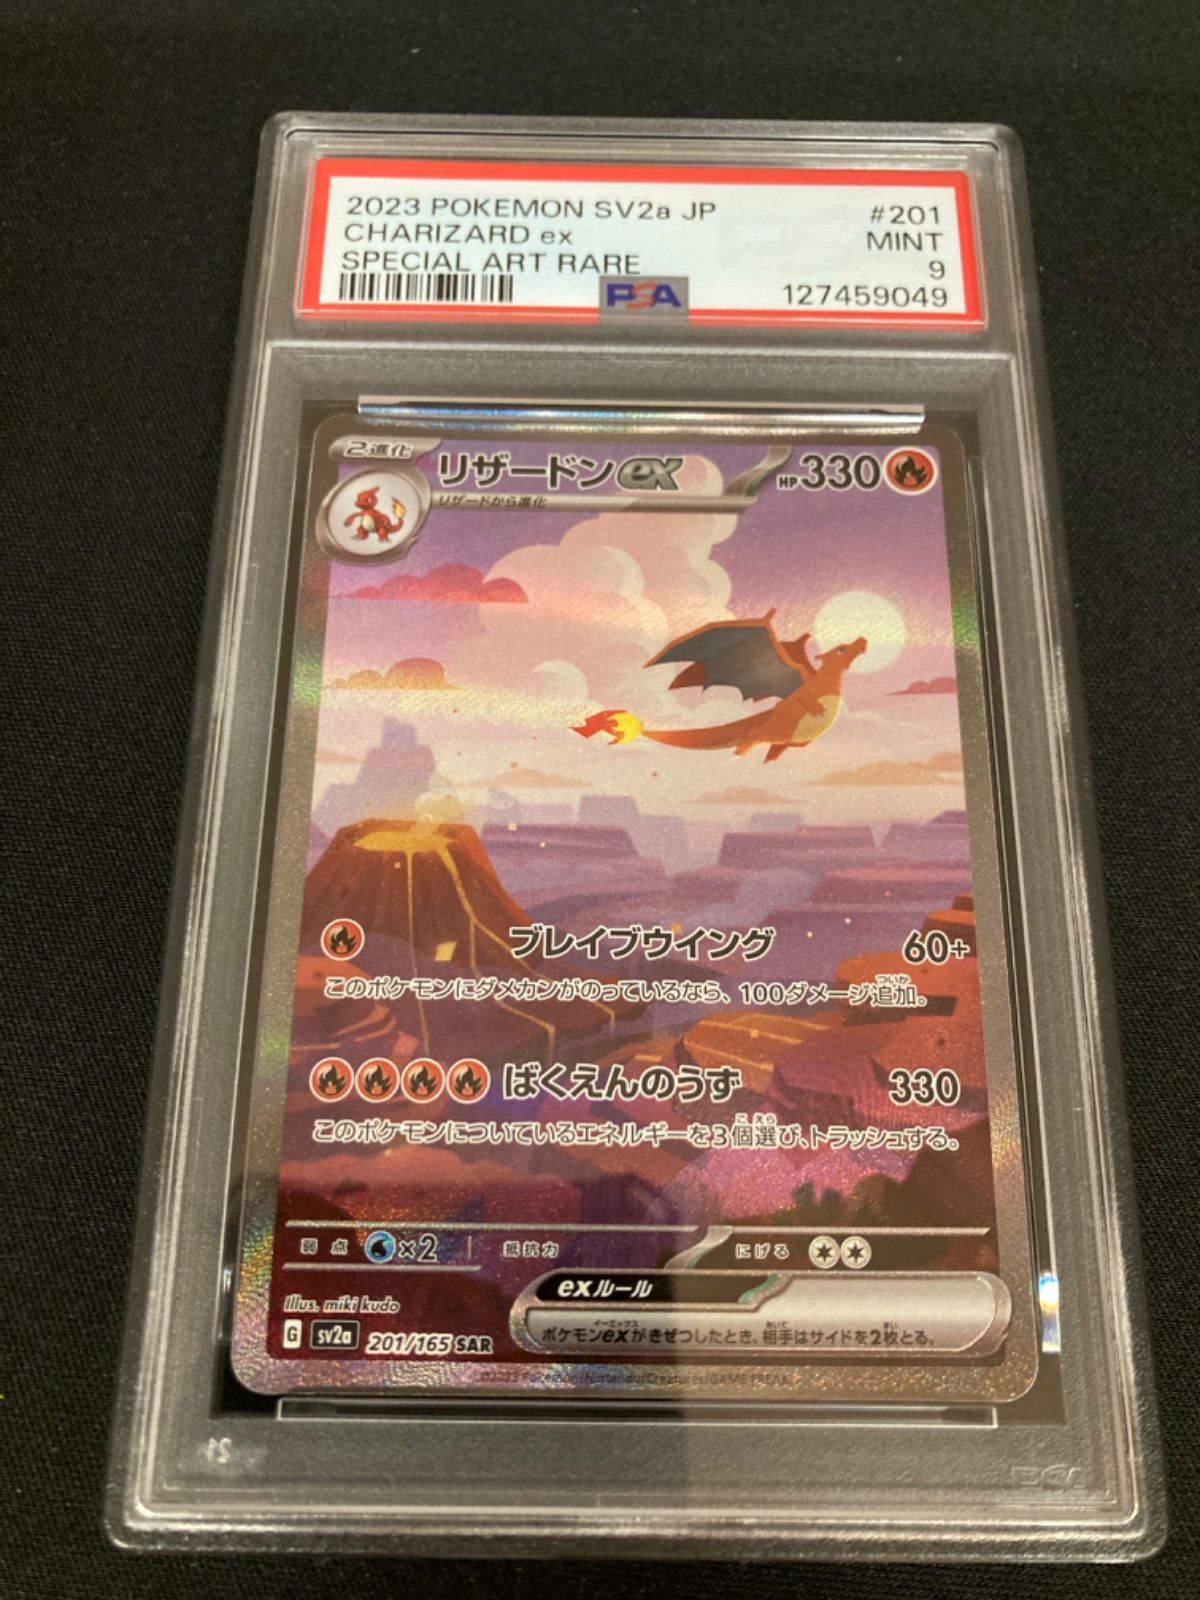 2023 POKEMON SV2a JP #201
CHARIZARD ex MINT
SPECIAL ART RARE 9
PSA 127459049
2進化 リザードンex HP330
リザードから進化
ブレイブウイング 60+
このポケモンにダメカンがのっているなら、100ダメージ追加。
ばくえんのうず 330
このポケモンについているエネルギーを3個選び、トラッシュする。
弱点 ×2 抵抗力 にげる
exルール
ポケモンexがきぜつしたとき、相手はサイドを2枚とる。
Illus. miki kudo
G sv2a 201/165 SAR
©2023 Pokémon/Nintendo/Creatures/GAME FREAK.
21
PSA